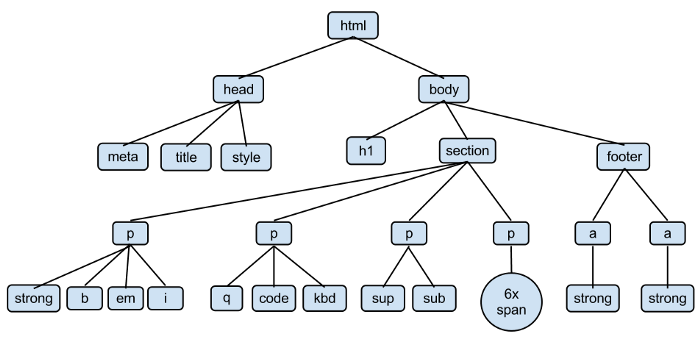 html
head
body
meta
title
style
h1
section
footer
p
p
p
p
a
a
strong
b
em
i
q
code
kbd
sup
sub
6x
span
strong
strong